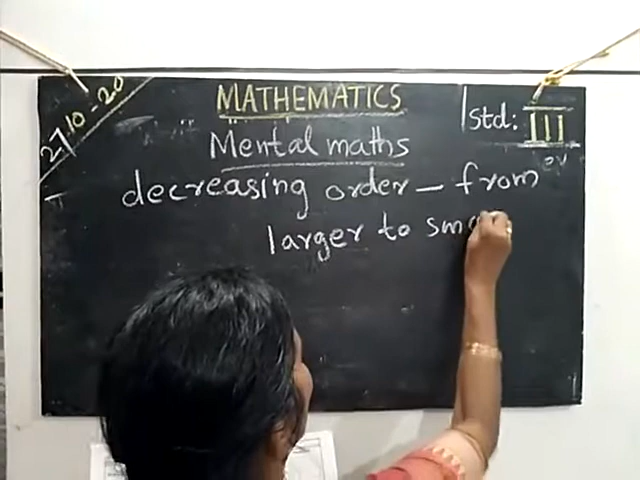 27/10-20
MATHEMATICS
Std: III
Mental maths
decreasing order – from
larger to